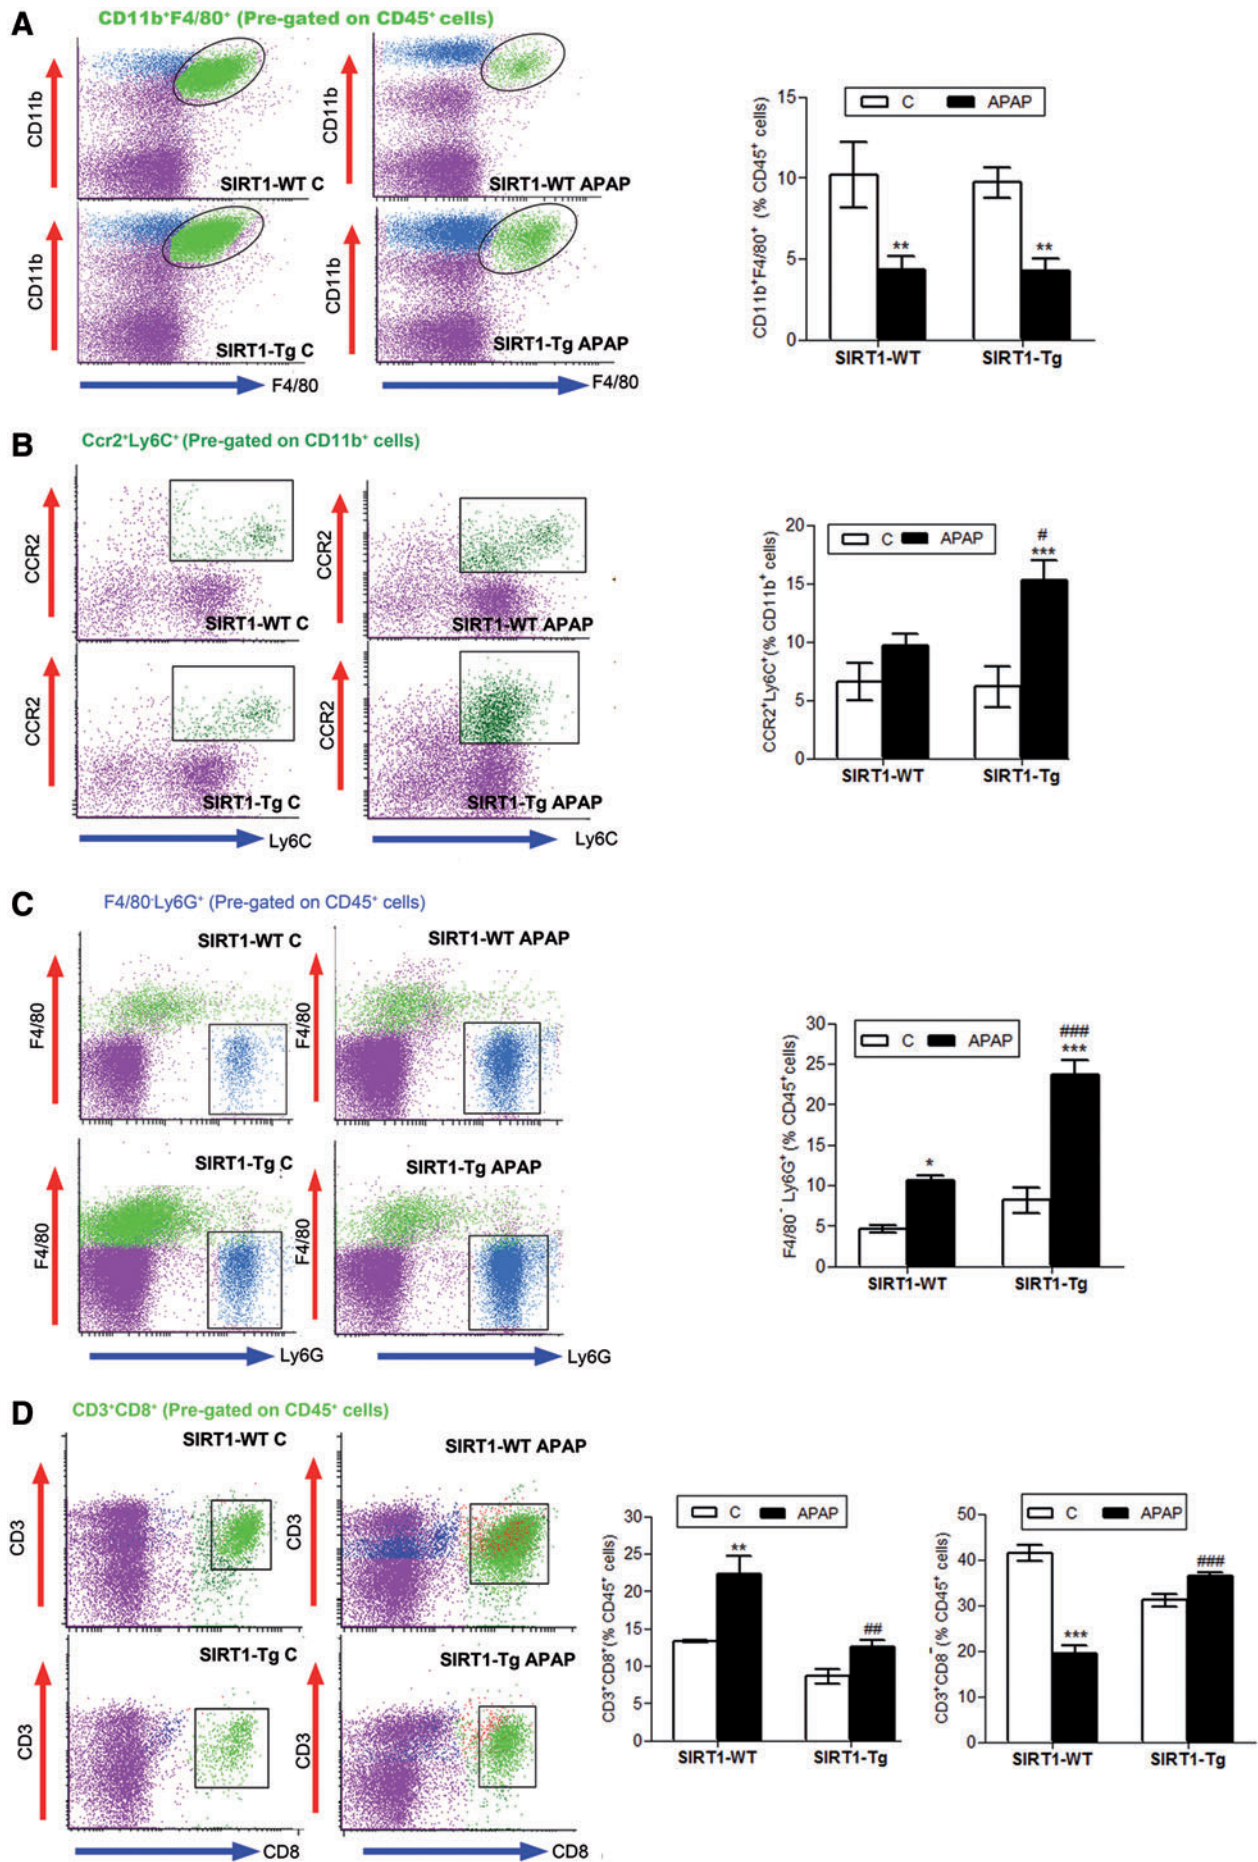 A
CD11b⁺F4/80⁺ (Pre-gated on CD45⁺ cells)
CD11b
SIRT1-WT C
CD11b
SIRT1-WT APAP
CD11b
SIRT1-Tg C
CD11b
SIRT1-Tg APAP
F4/80
F4/80
CD11b⁺F4/80⁺ (% CD45⁺ cells)
C APAP
15
10
5
0
**
**
SIRT1-WT SIRT1-Tg
B
Ccr2⁺Ly6C⁺ (Pre-gated on CD11b⁺ cells)
CCR2
SIRT1-WT C
CCR2
SIRT1-WT APAP
CCR2
SIRT1-Tg C
CCR2
SIRT1-Tg APAP
Ly6C
Ly6C
CCR2⁺Ly6C⁺(% CD11b⁺ cells)
C APAP
20
15
10
5
0
#
***
SIRT1-WT SIRT1-Tg
C
F4/80⁻Ly6G⁺ (Pre-gated on CD45⁺ cells)
F4/80
SIRT1-WT C
F4/80
SIRT1-WT APAP
F4/80
SIRT1-Tg C
F4/80
SIRT1-Tg APAP
Ly6G
Ly6G
F4/80⁻ Ly6G⁺ (% CD45⁺cells)
C APAP
30
25
20
15
10
5
0
*
###
***
SIRT1-WT SIRT1-Tg
D
CD3⁺CD8⁺ (Pre-gated on CD45⁺ cells)
CD3
SIRT1-WT C
CD3
SIRT1-WT APAP
CD3
SIRT1-Tg C
CD3
SIRT1-Tg APAP
CD8
CD8
CD3⁺CD8⁺(% CD45⁺ cells)
C APAP
30
25
20
15
10
5
0
**
##
SIRT1-WT SIRT1-Tg
CD3⁺CD8⁻ (% CD45⁺ cells)
C APAP
50
40
30
20
10
0
***
###
SIRT1-WT SIRT1-Tg